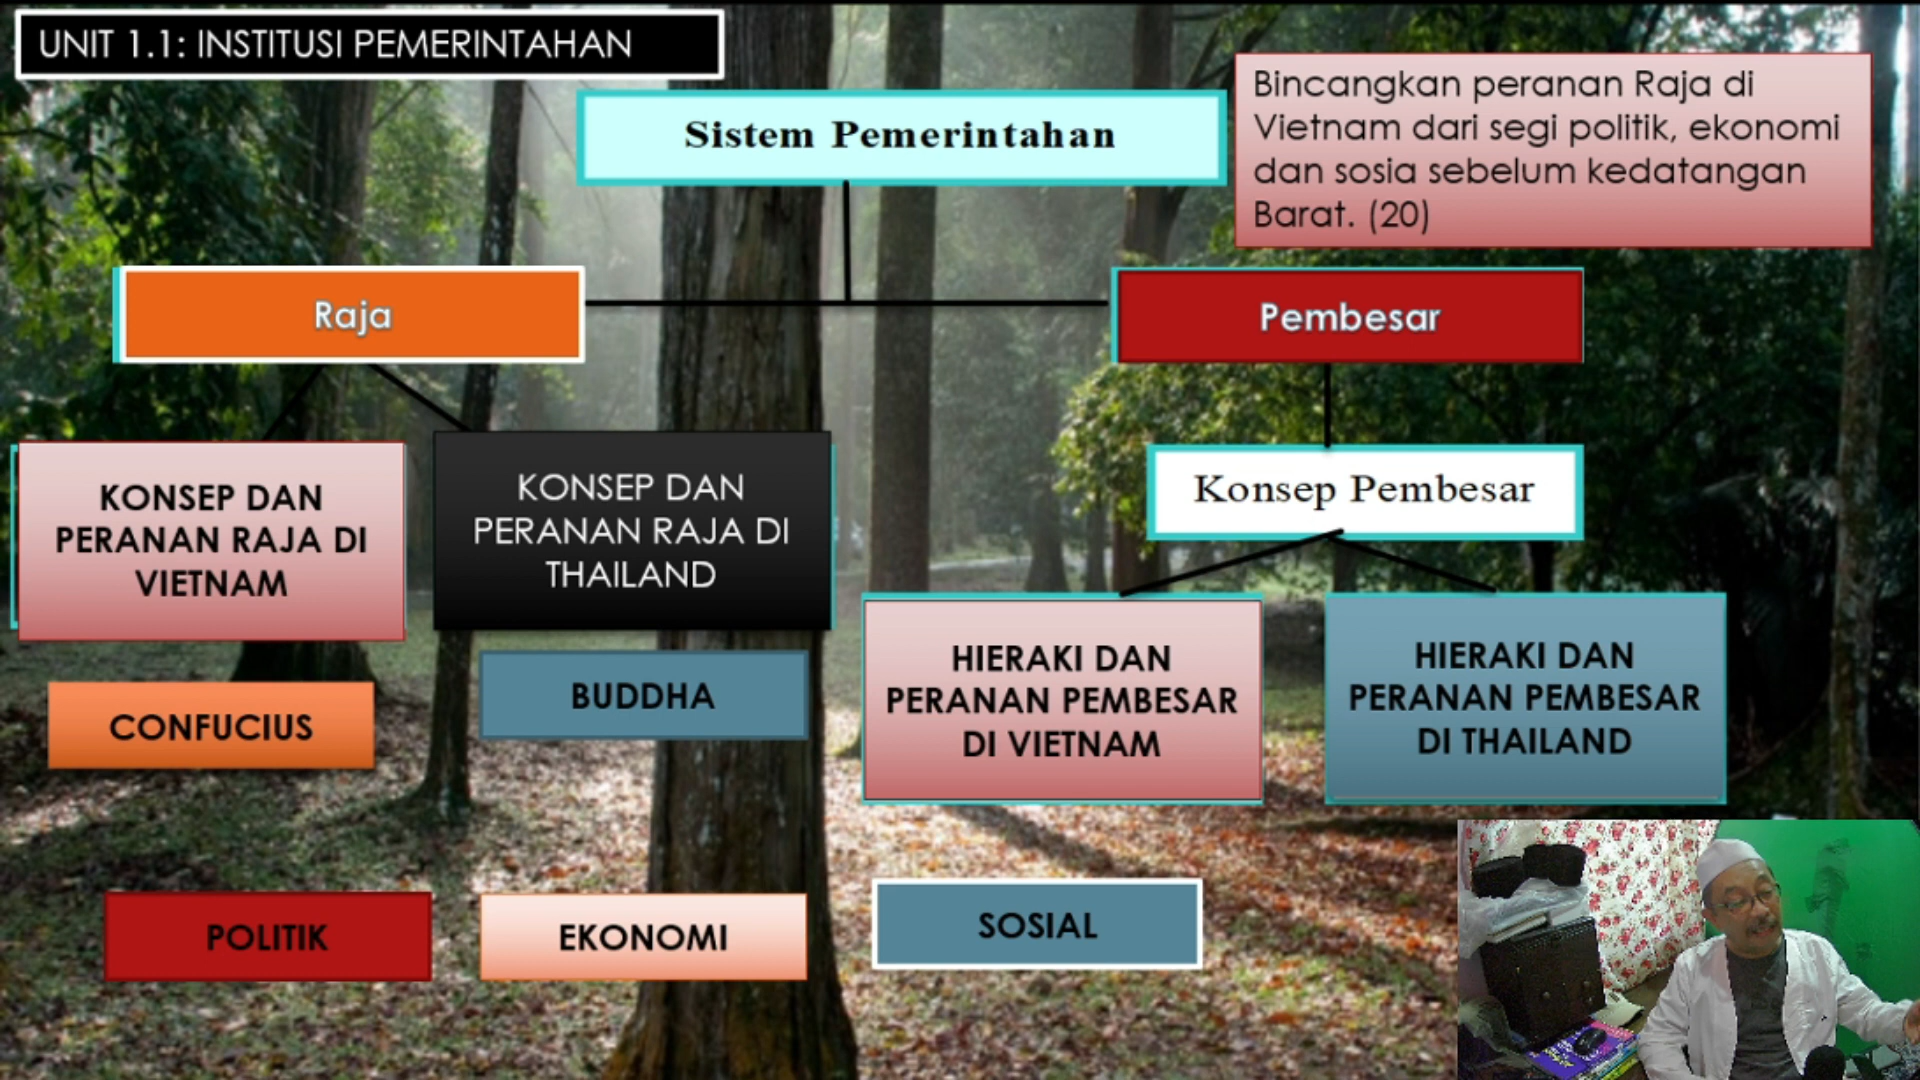 UNIT 1.1: INSTITUSI PEMERINTAHAN
Sistem Pemerintahan
Bincangkan peranan Raja di
Vietnam dari segi politik, ekonomi
dan sosia sebelum kedatangan
Barat. (20)
Raja
Pembesar
KONSEP DAN
PERANAN RAJA DI
VIETNAM
KONSEP DAN
PERANAN RAJA DI
THAILAND
Konsep Pembesar
CONFUCIUS
BUDDHA
HIERAKI DAN
PERANAN PEMBESAR
DI VIETNAM
HIERAKI DAN
PERANAN PEMBESAR
DI THAILAND
POLITIK
EKONOMI
SOSIAL